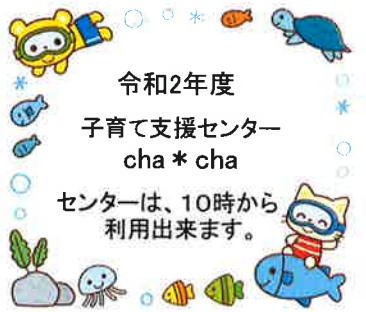 令和2年度
子育て支援センター
cha＊cha
センターは、10時から
利用出来ます。